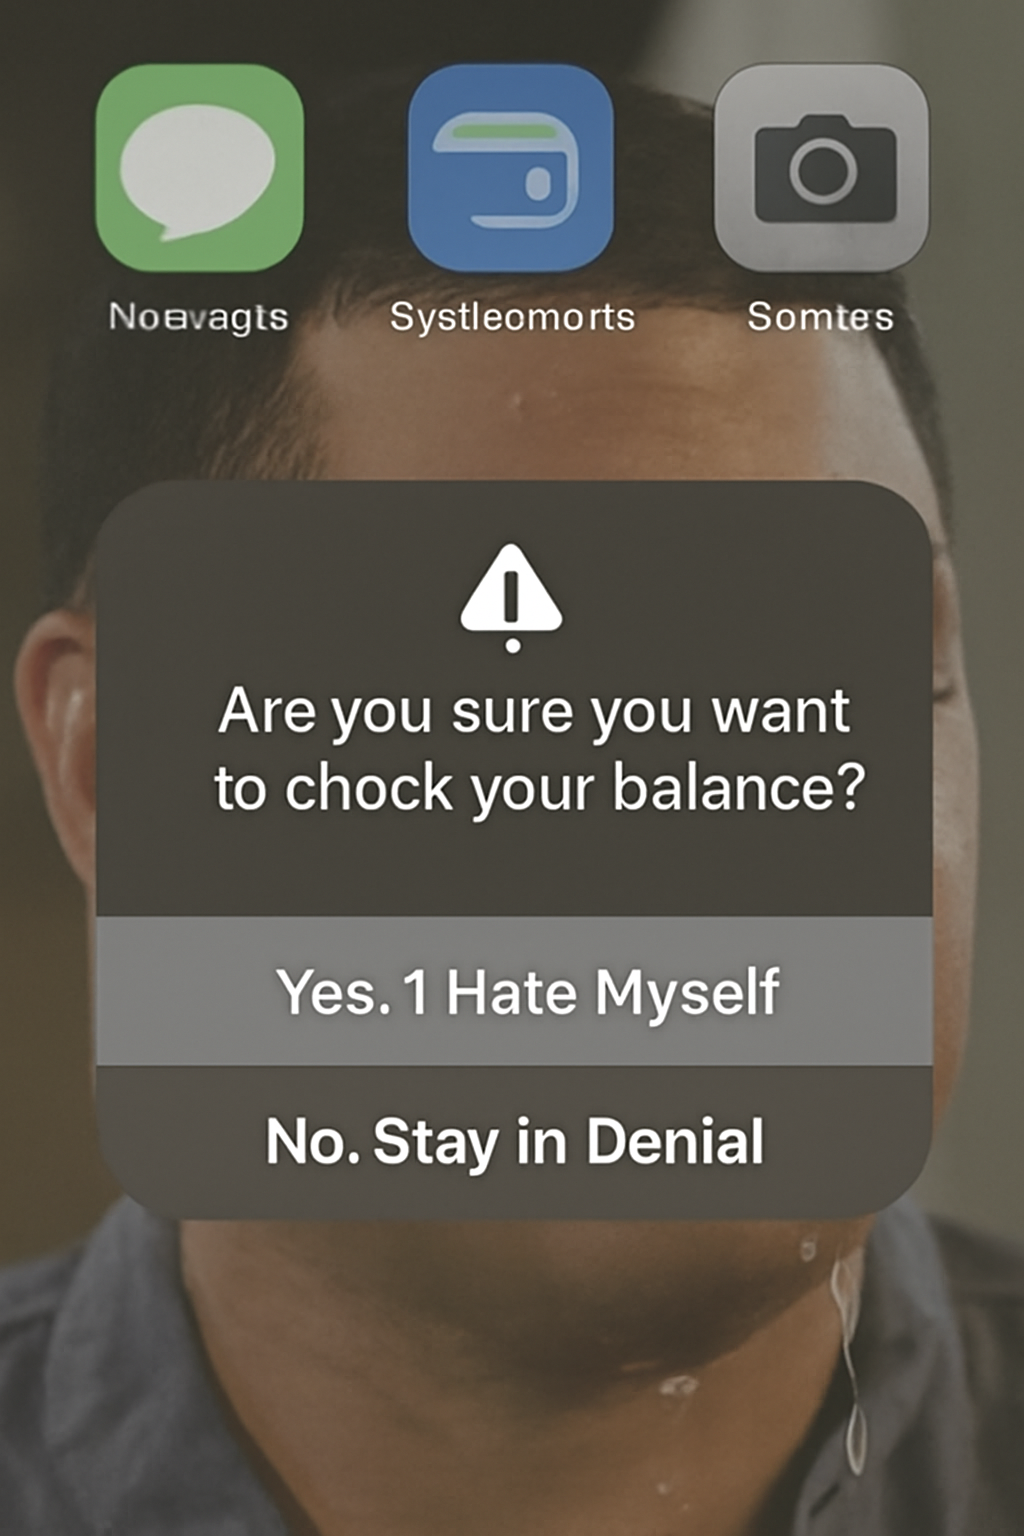 Noavagts Systleomorts Somtes
Are you sure you want
to chock your balance?
Yes. 1 Hate Myself
No. Stay in Denial